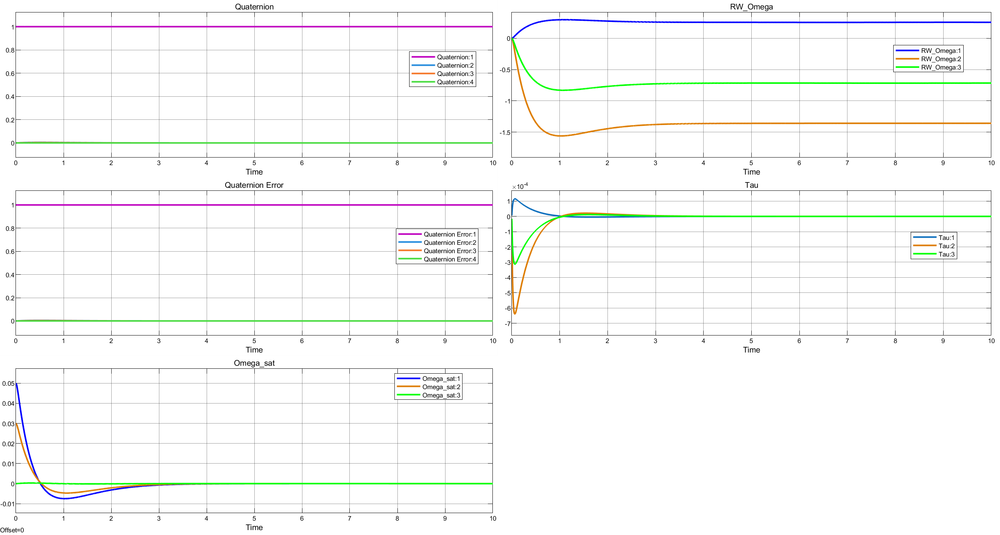 Quaternion
1
0.8
0.6
0.4
0.2
0
Quaternion:1
Quaternion:2
Quaternion:3
Quaternion:4
0 1 2 3 4 5 6 7 8 9 10
Time
RW_Omega
0
-0.5
-1
-1.5
RW_Omega:1
RW_Omega:2
RW_Omega:3
0 1 2 3 4 5 6 7 8 9 10
Time
Quaternion Error
1
0.8
0.6
0.4
0.2
0
Quaternion Error:1
Quaternion Error:2
Quaternion Error:3
Quaternion Error:4
0 1 2 3 4 5 6 7 8 9 10
Time
Tau
×10-4
1
0
-1
-2
-3
-4
-5
-6
-7
Tau:1
Tau:2
Tau:3
0 1 2 3 4 5 6 7 8 9 10
Time
Omega_sat
0.05
0.04
0.03
0.02
0.01
0
-0.01
Omega_sat:1
Omega_sat:2
Omega_sat:3
0 1 2 3 4 5 6 7 8 9 10
Time
Offset=0